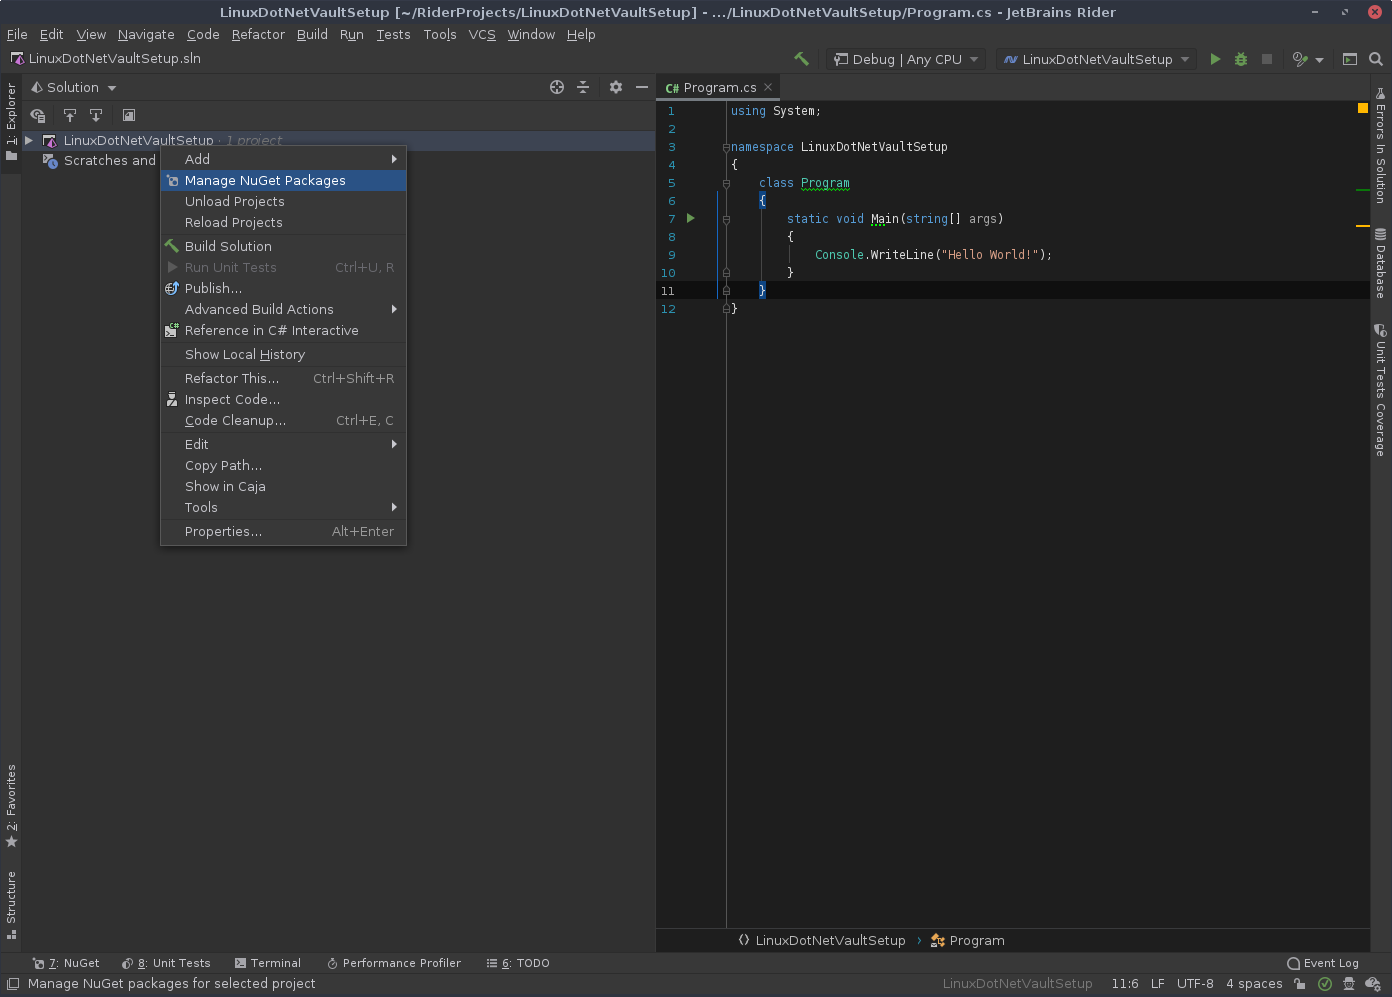 LinuxDotNetVaultSetup [~/RiderProjects/LinuxDotNetVaultSetup] - .../LinuxDotNetVaultSetup/Program.cs - JetBrains Rider
File Edit View Navigate Code Refactor Build Run Tests Tools VCS Window Help
LinuxDotNetVaultSetup.sln
Debug | Any CPU
LinuxDotNetVaultSetup
1: Explorer
Solution
LinuxDotNetVaultSetup · 1 project
Scratches and
Add
Manage NuGet Packages
Unload Projects
Reload Projects
Build Solution
Run Unit Tests Ctrl+U, R
Publish...
Advanced Build Actions
Reference in C# Interactive
Show Local History
Refactor This... Ctrl+Shift+R
Inspect Code...
Code Cleanup... Ctrl+E, C
Edit
Copy Path...
Show in Caja
Tools
Properties... Alt+Enter
2: Favorites
Structure
C# Program.cs
1 using System;
2
3 namespace LinuxDotNetVaultSetup
4 {
5 class Program
6 {
7 static void Main(string[] args)
8 {
9 Console.WriteLine("Hello World!");
10 }
11 }
12 }
Errors In Solution
Database
Unit Tests Coverage
LinuxDotNetVaultSetup › Program
7: NuGet 8: Unit Tests Terminal Performance Profiler 6: TODO Event Log
Manage NuGet packages for selected project LinuxDotNetVaultSetup 11:6 LF UTF-8 4 spaces